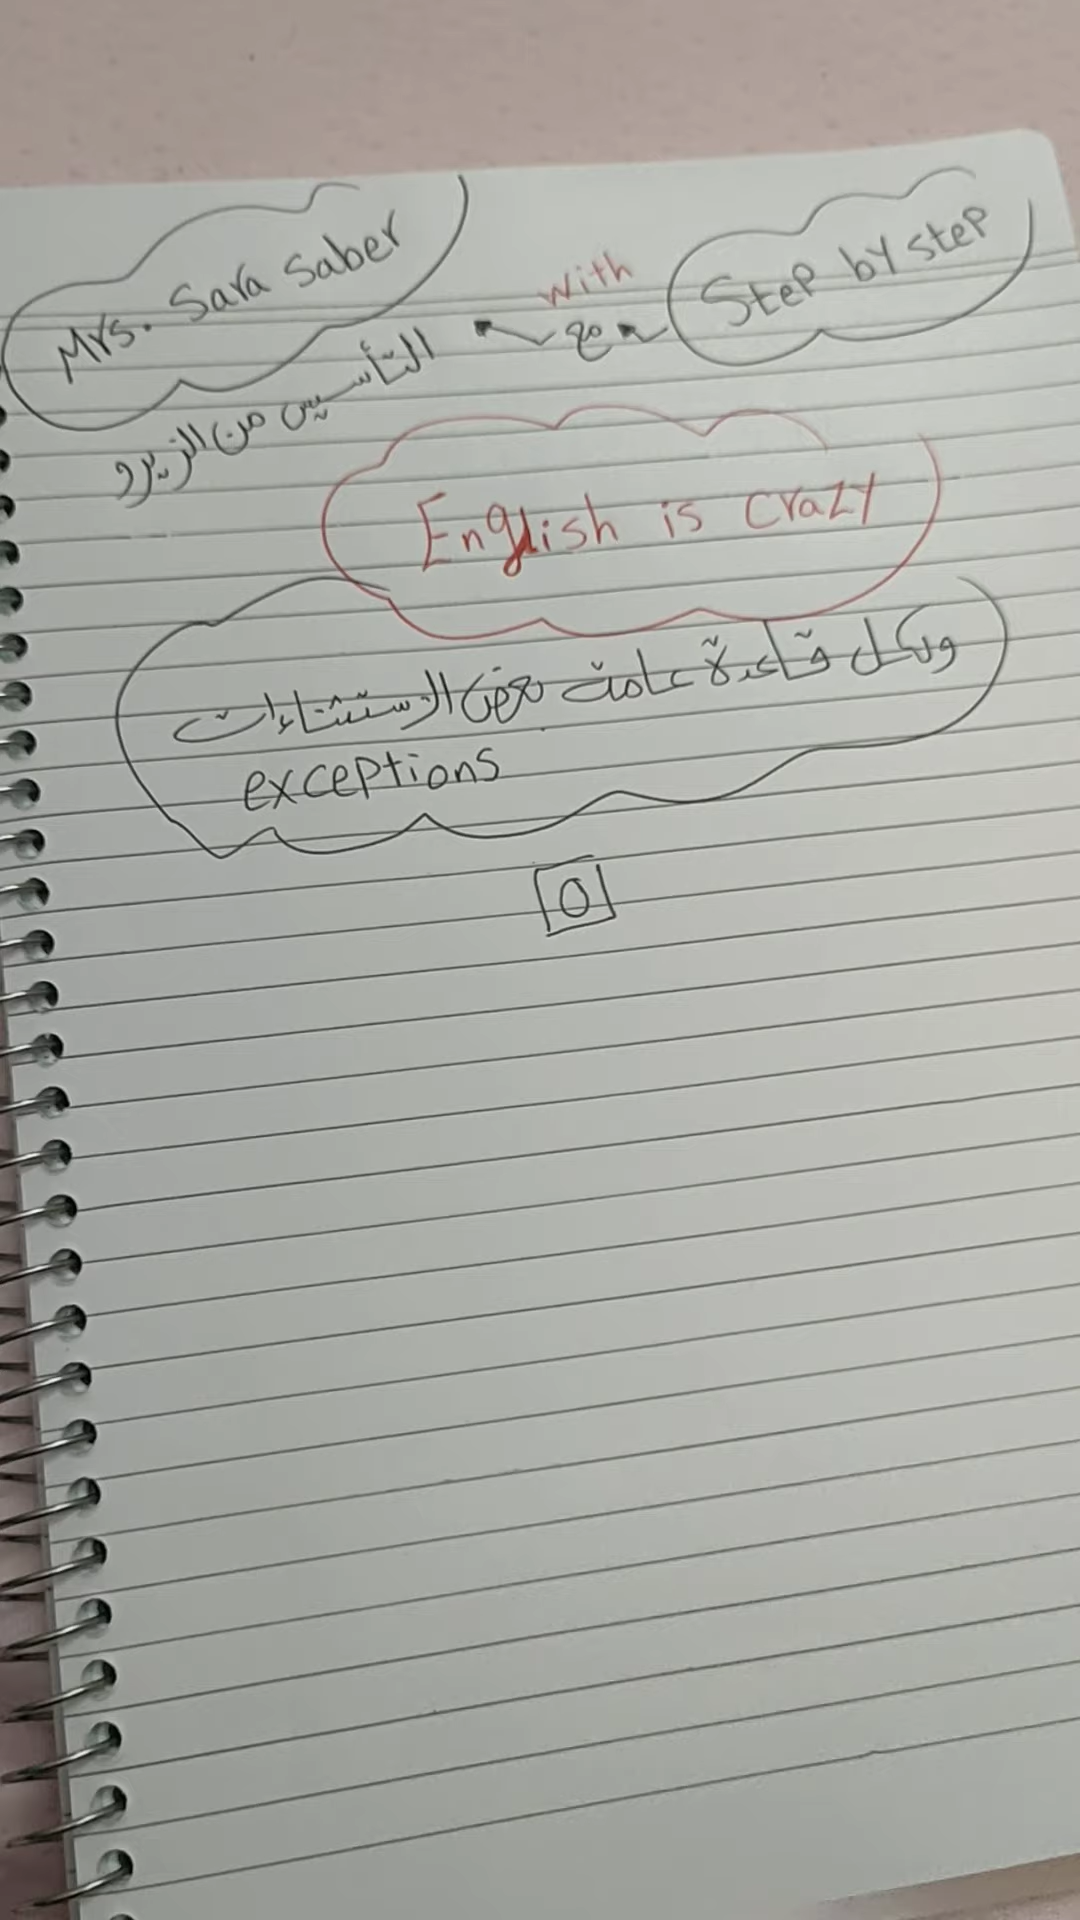 Mrs. Sara Saber
with
Step by step
مع
التأسيس من الزيرو
English is crazy
ولكل قاعدة عامة بعض الاستثناءات
exceptions
O